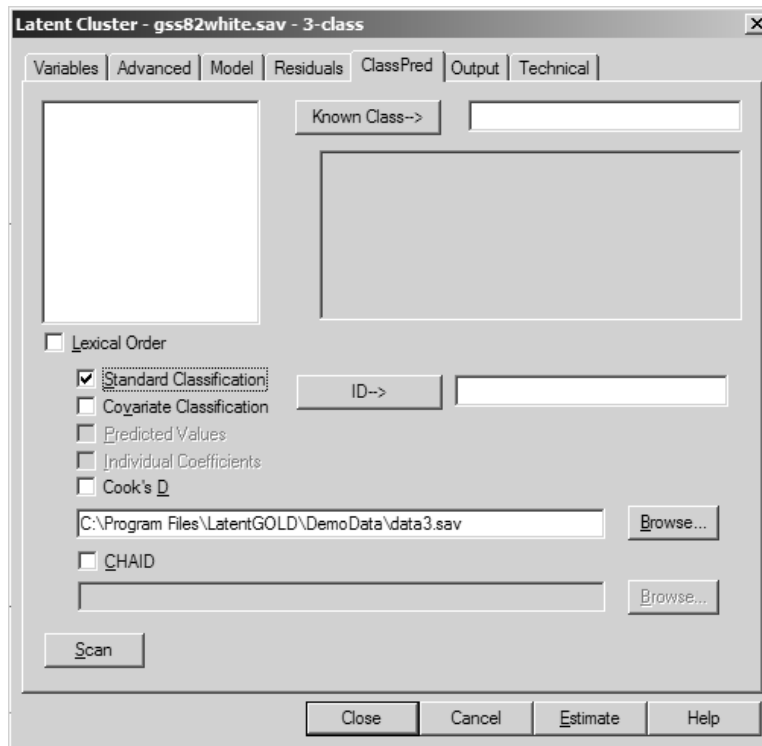 Latent Cluster - gss82white.sav - 3-class
Variables Advanced Model Residuals ClassPred Output Technical
Known Class-->
Lexical Order
Standard Classification
Covariate Classification
ID-->
Predicted Values
Individual Coefficients
Cook's D
C:\Program Files\LatentGOLD\DemoData\data3.sav Browse...
CHAID
Browse...
Scan
Close Cancel Estimate Help